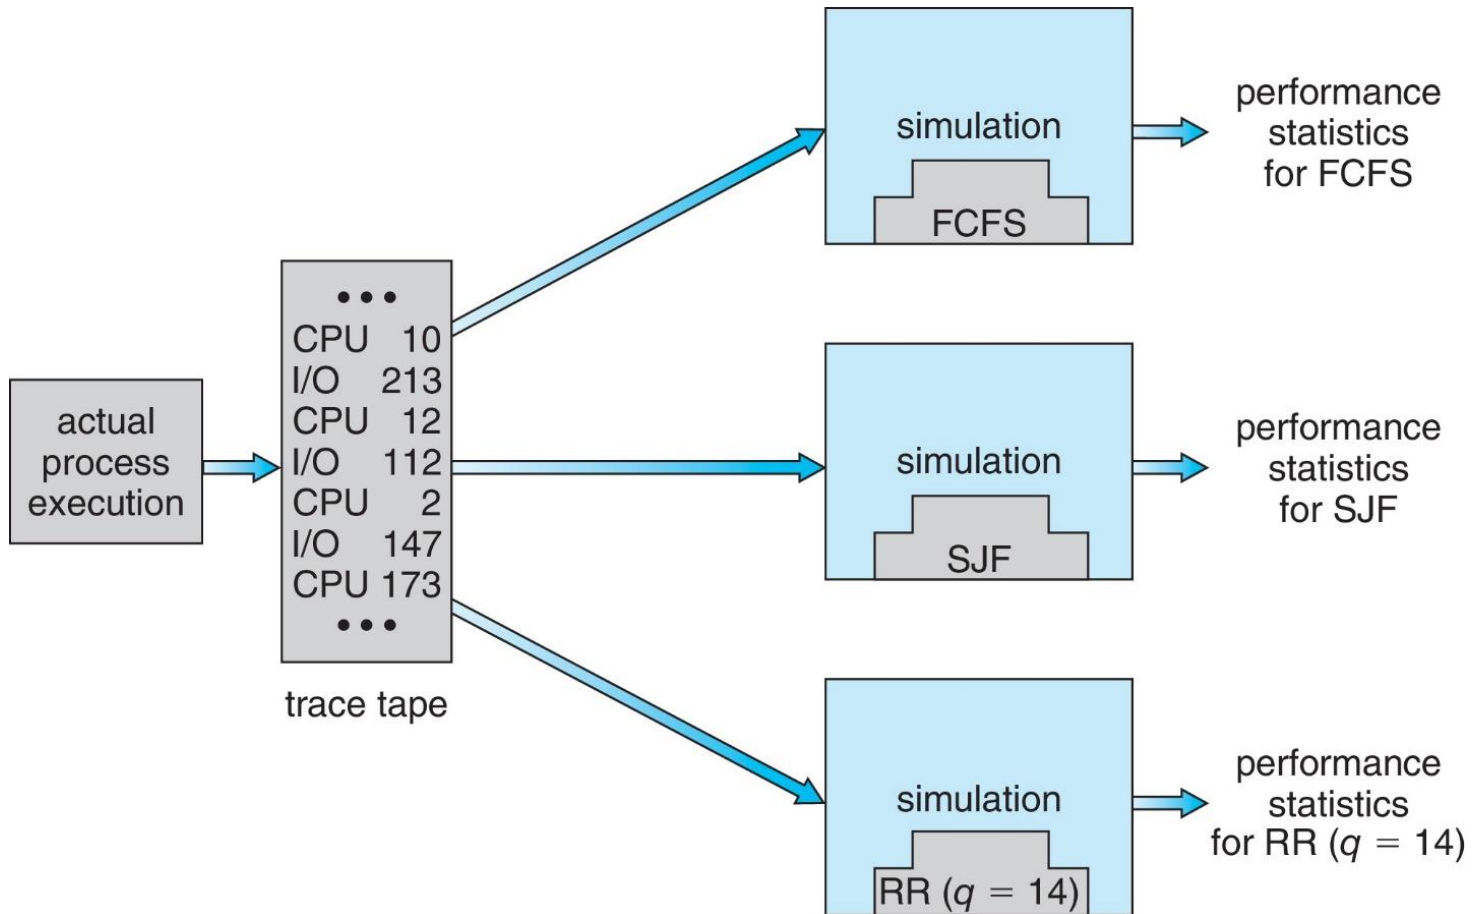 actual
process
execution
• • •
CPU 10
I/O 213
CPU 12
I/O 112
CPU 2
I/O 147
CPU 173
• • •
trace tape
simulation
FCFS
performance
statistics
for FCFS
simulation
SJF
performance
statistics
for SJF
simulation
RR (q = 14)
performance
statistics
for RR (q = 14)